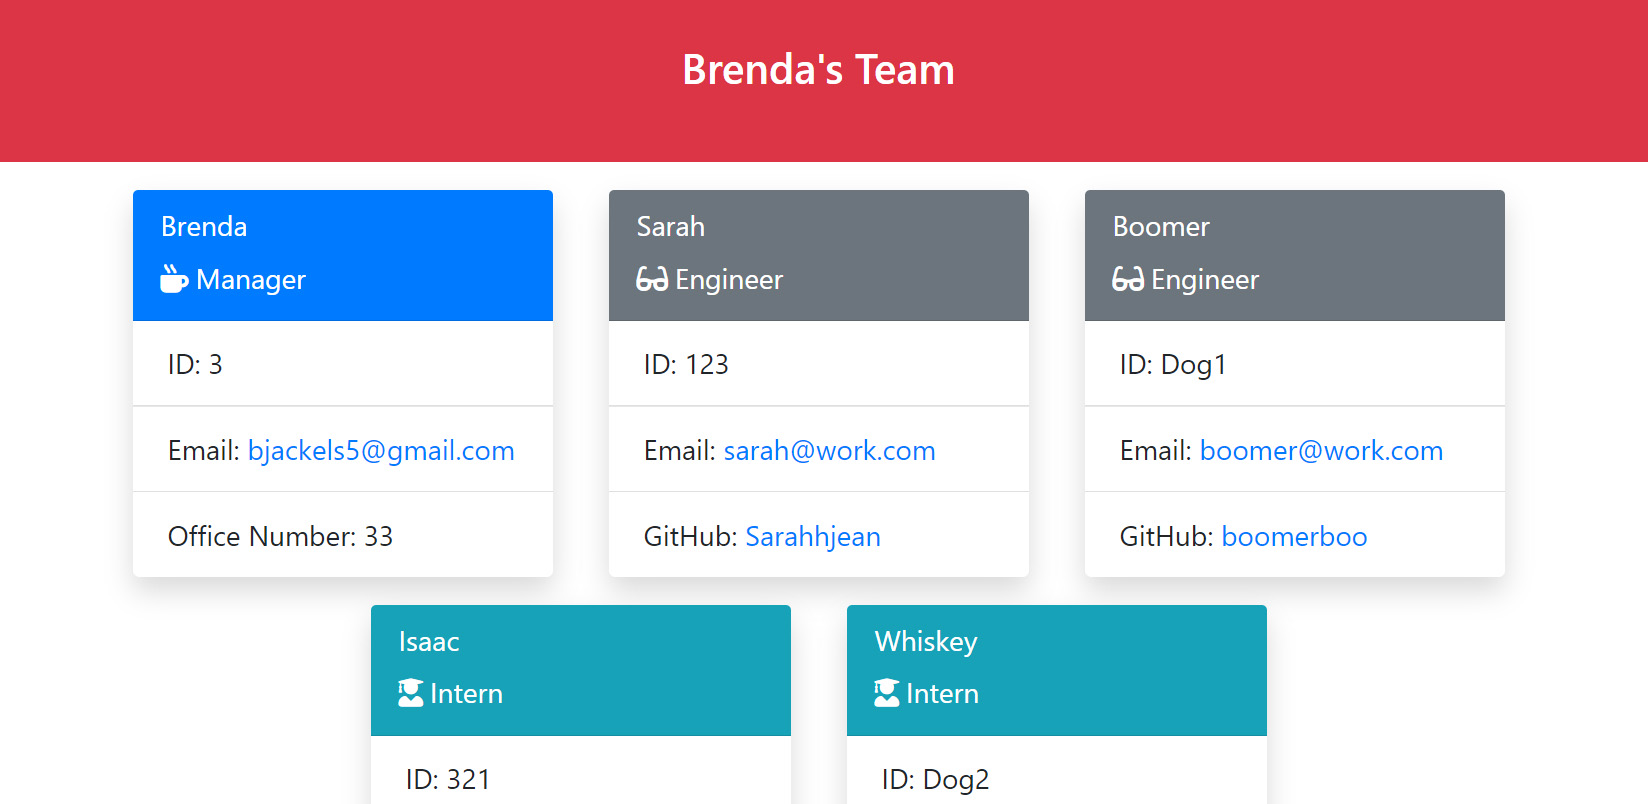 Brenda's Team
Brenda
Manager
ID: 3
Email: bjackels5@gmail.com
Office Number: 33
Sarah
Engineer
ID: 123
Email: sarah@work.com
GitHub: Sarahhjean
Boomer
Engineer
ID: Dog1
Email: boomer@work.com
GitHub: boomerboo
Isaac
Intern
ID: 321
Whiskey
Intern
ID: Dog2